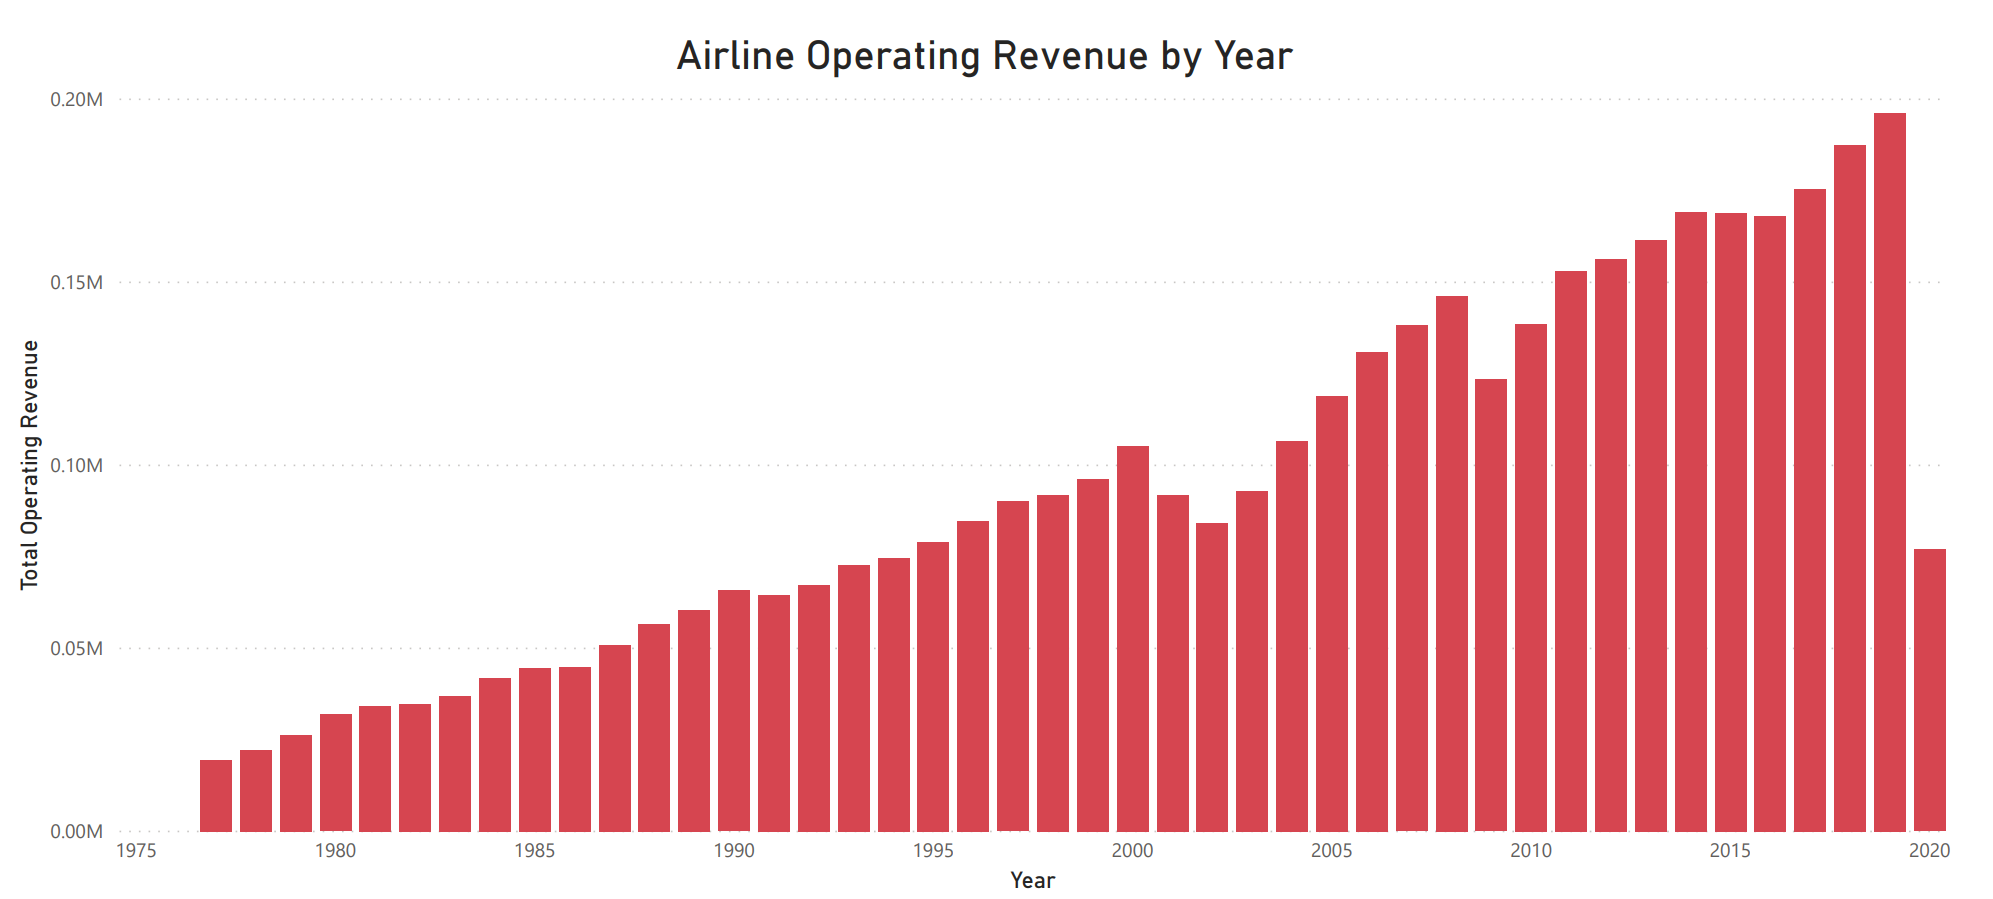 Airline Operating Revenue by Year
Total Operating Revenue
0.20M
0.15M
0.10M
0.05M
0.00M
1975 1980 1985 1990 1995 2000 2005 2010 2015 2020
Year